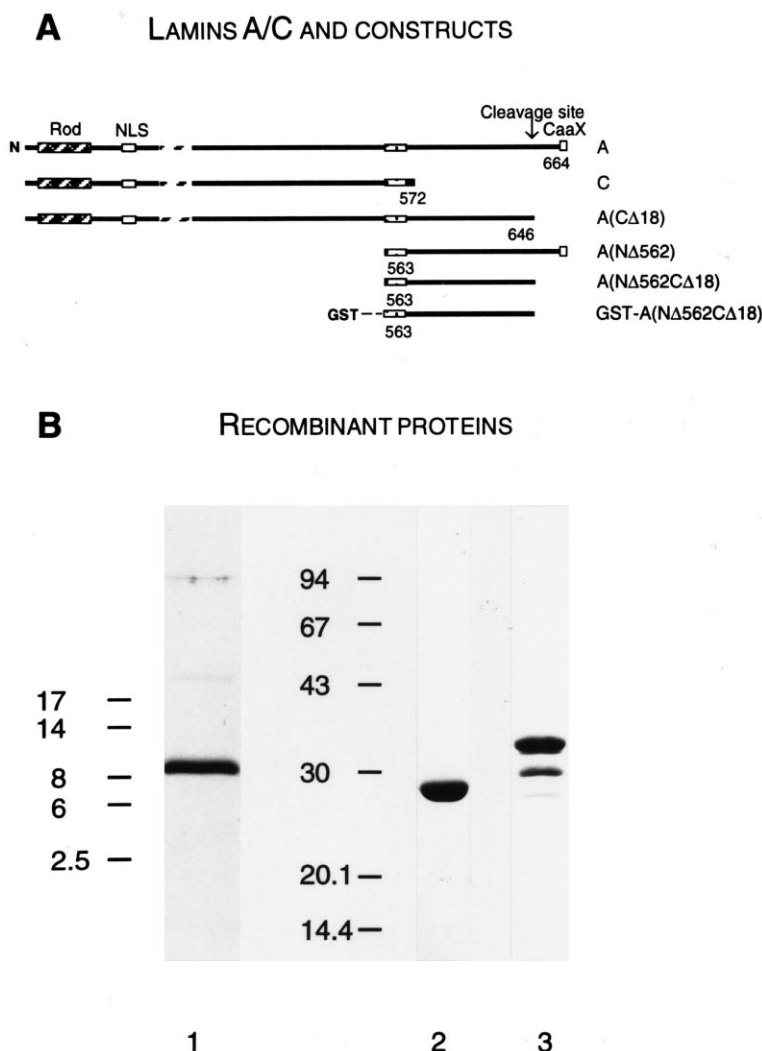 A LAMINS A/C AND CONSTRUCTS
Cleavage site
Rod NLS CaaX
N A
664
C
572
A(CΔ18)
646
A(NΔ562)
563
A(NΔ562CΔ18)
563
GST GST-A(NΔ562CΔ18)
563
B RECOMBINANT PROTEINS
94
67
43
17
14
30
8
6
2.5
20.1
14.4
1 2 3